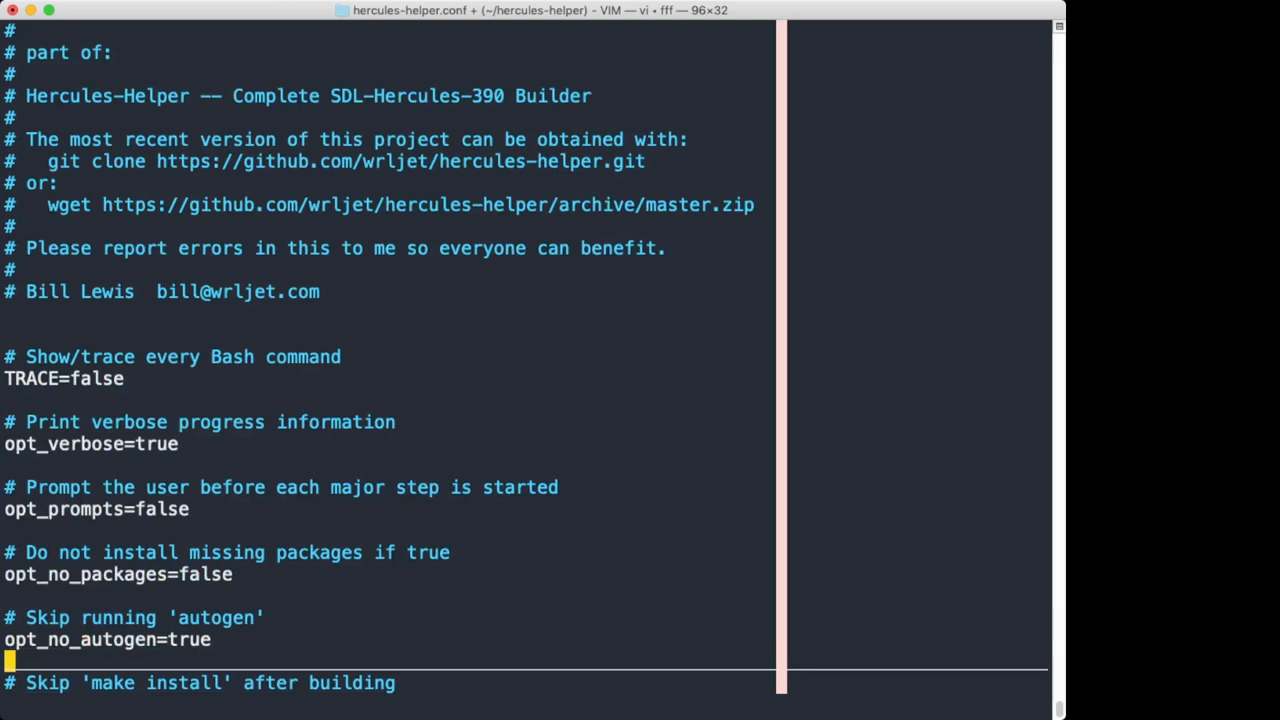 hercules-helper.conf + (~/hercules-helper) - VIM — vi • fff — 96×32
#
# part of:
#
# Hercules-Helper -- Complete SDL-Hercules-390 Builder
#
# The most recent version of this project can be obtained with:
#   git clone https://github.com/wrljet/hercules-helper.git
# or:
#   wget https://github.com/wrljet/hercules-helper/archive/master.zip
#
# Please report errors in this to me so everyone can benefit.
#
# Bill Lewis  bill@wrljet.com
# Show/trace every Bash command
TRACE=false
# Print verbose progress information
opt_verbose=true
# Prompt the user before each major step is started
opt_prompts=false
# Do not install missing packages if true
opt_no_packages=false
# Skip running 'autogen'
opt_no_autogen=true
# Skip 'make install' after building